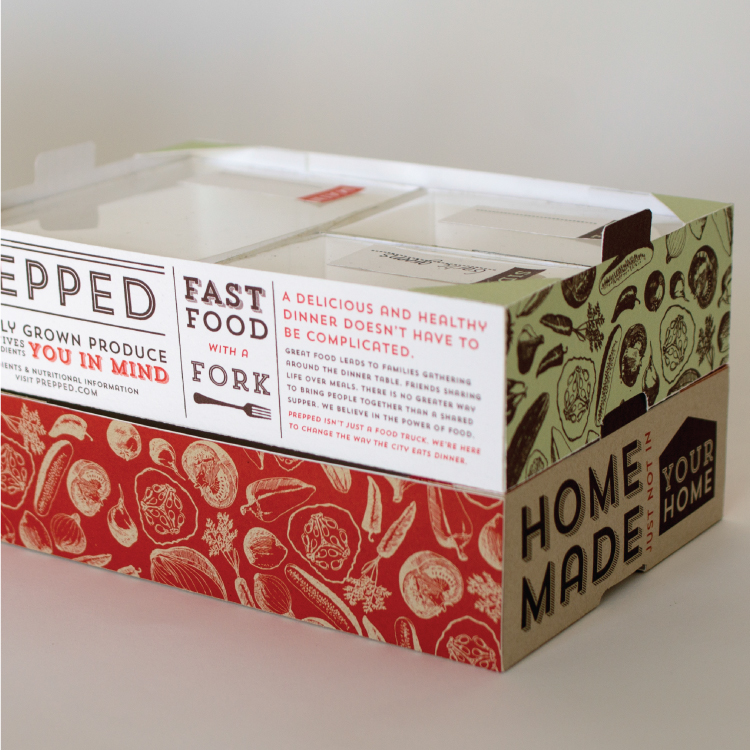 EPPED
LY GROWN PRODUCE
YOU IN MIND
ENTS & NUTRITIONAL INFORMATION
VISIT PREPPED.COM
FAST
FOOD
WITH A
FORK
A DELICIOUS AND HEALTHY
DINNER DOESN'T HAVE TO
BE COMPLICATED.
GREAT FOOD LEADS TO FAMILIES GATHERING
AROUND THE DINNER TABLE, FRIENDS SHARING
LIFE OVER MEALS. THERE IS NO GREATER WAY
TO BRING PEOPLE TOGETHER THAN A SHARED
SUPPER. WE BELIEVE IN THE POWER OF FOOD.
PREPPED ISN'T JUST A FOOD TRUCK. WE'RE HERE
TO CHANGE THE WAY THE CITY EATS DINNER.
HOME
MADE
JUST NOT IN
YOUR
HOME